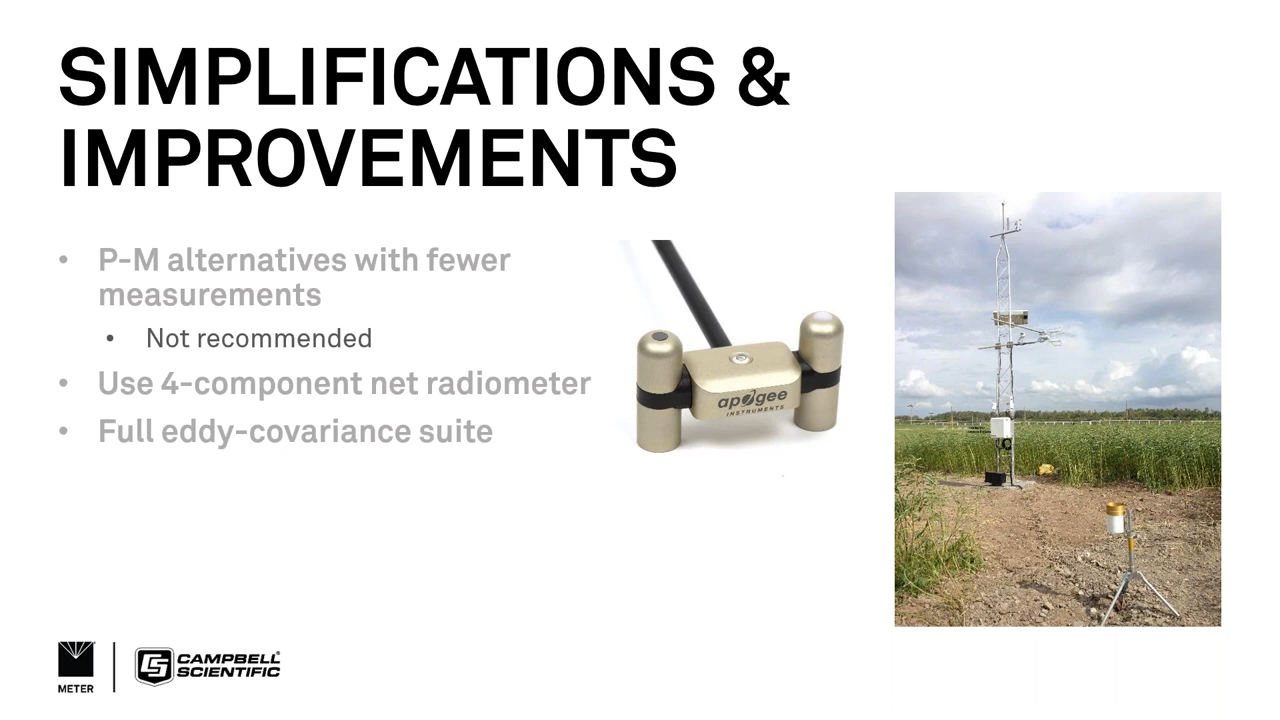 SIMPLIFICATIONS &
IMPROVEMENTS
• P-M alternatives with fewer
measurements
• Not recommended
• Use 4-component net radiometer
• Full eddy-covariance suite
apogee
INSTRUMENTS
METER
CS
CAMPBELL
SCIENTIFIC